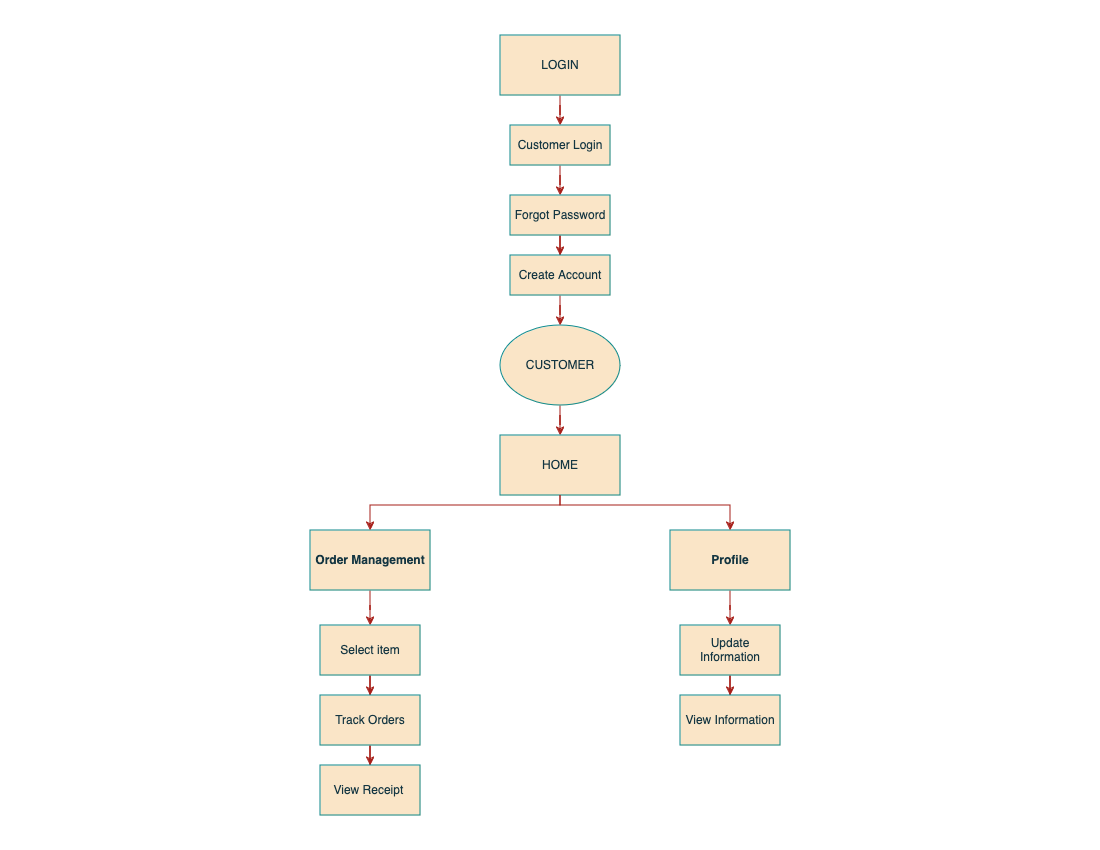 LOGIN
Customer Login
Forgot Password
Create Account
CUSTOMER
HOME
Order Management
Profile
Select item
Update
Information
Track Orders
View Information
View Receipt